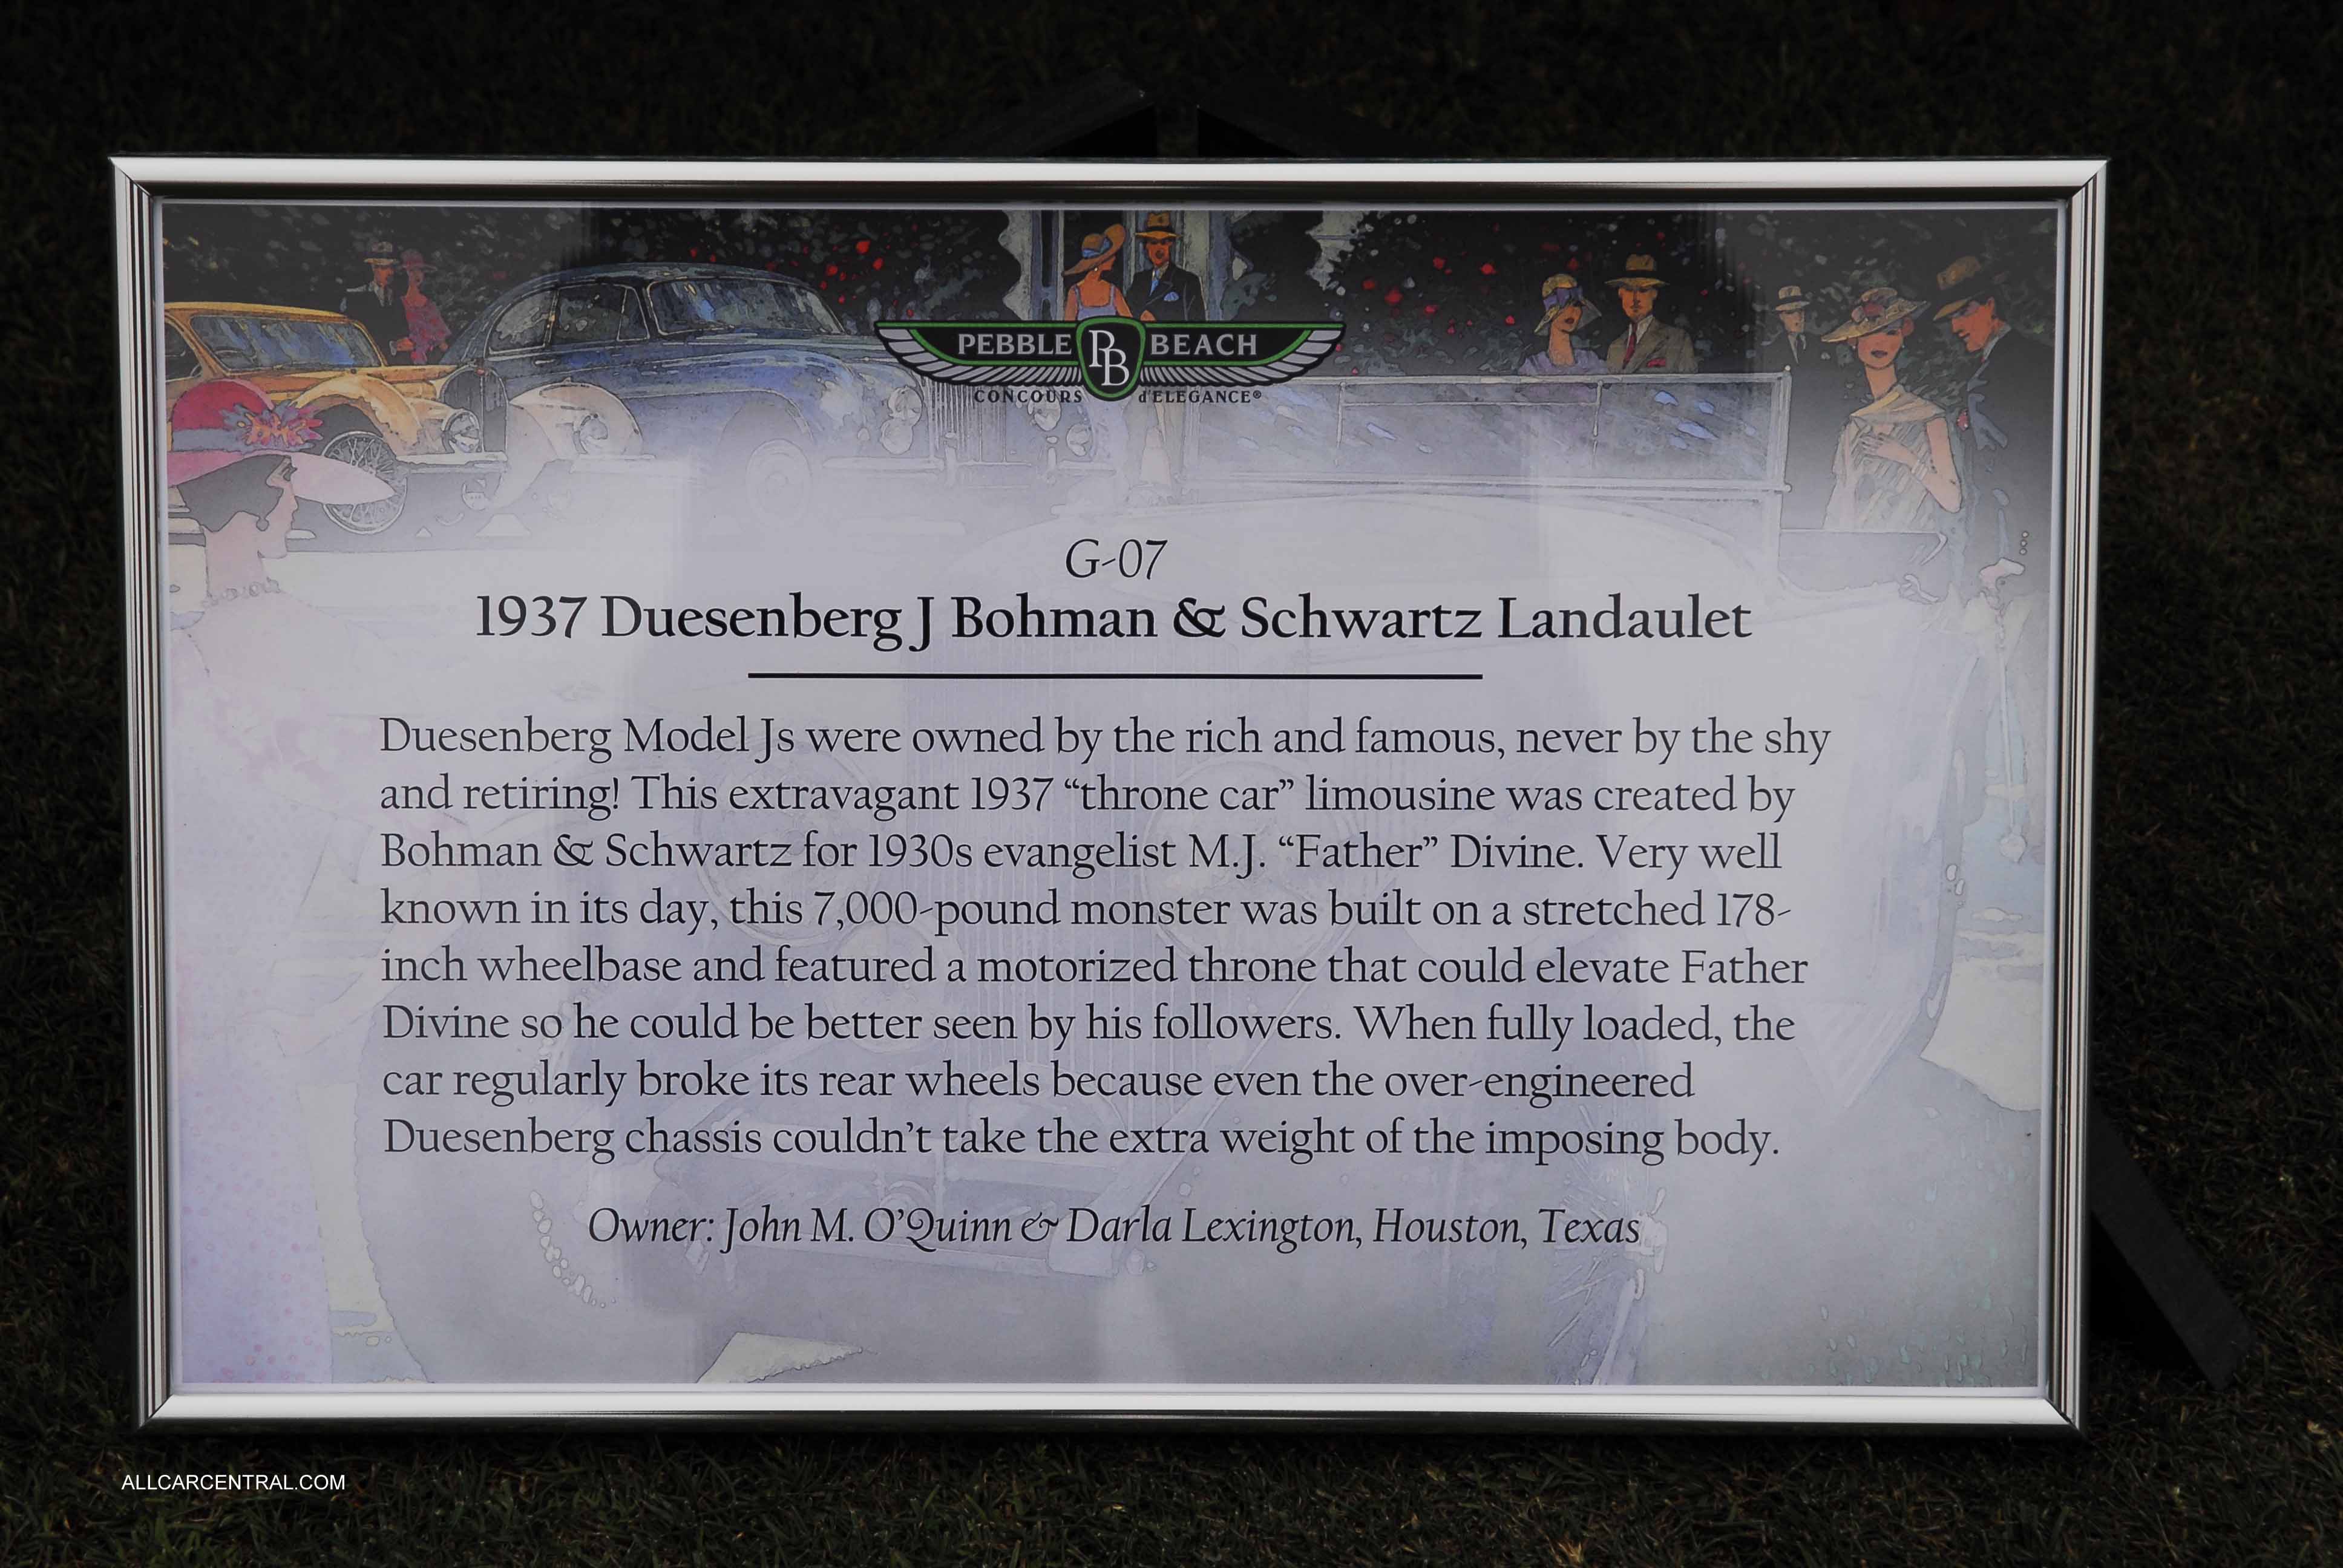 PEBBLE PB BEACH
CONCOURS d'ELEGANCE®
G-07
1937 Duesenberg J Bohman & Schwartz Landaulet
Duesenberg Model Js were owned by the rich and famous, never by the shy
and retiring! This extravagant 1937 “throne car” limousine was created by
Bohman & Schwartz for 1930s evangelist M.J. “Father” Divine. Very well
known in its day, this 7,000-pound monster was built on a stretched 178-
inch wheelbase and featured a motorized throne that could elevate Father
Divine so he could be better seen by his followers. When fully loaded, the
car regularly broke its rear wheels because even the over-engineered
Duesenberg chassis couldn’t take the extra weight of the imposing body.
Owner: John M. O’Quinn & Darla Lexington, Houston, Texas
ALLCARCENTRAL.COM